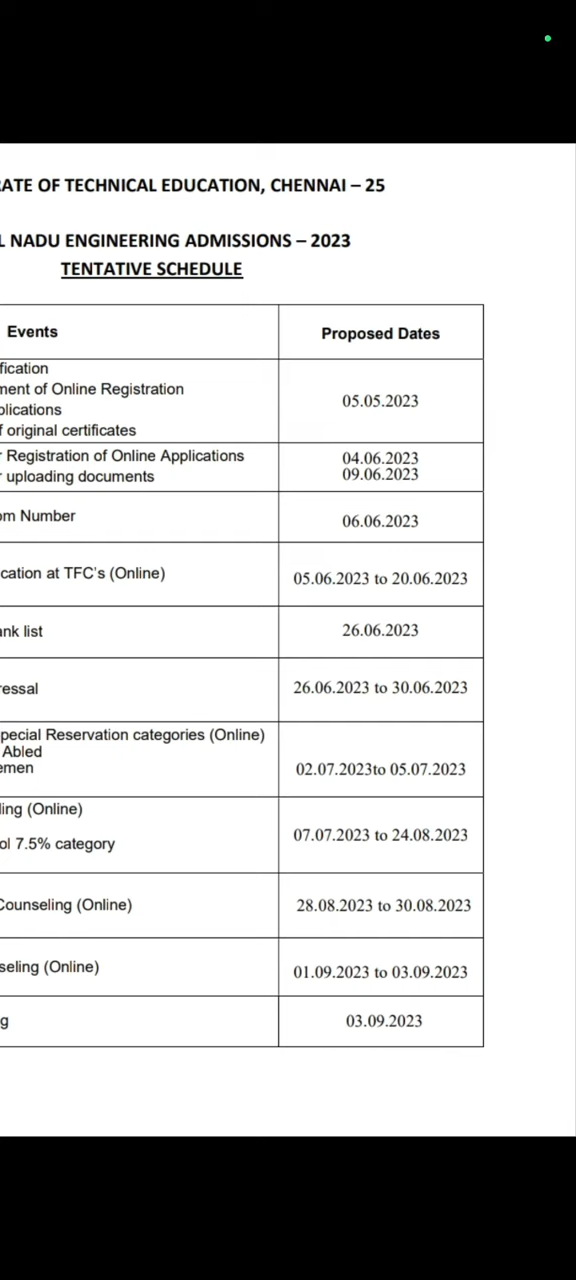 RATE OF TECHNICAL EDUCATION, CHENNAI – 25
L NADU ENGINEERING ADMISSIONS – 2023
TENTATIVE SCHEDULE
Events
Proposed Dates
fication
ment of Online Registration
plications
f original certificates
05.05.2023
r Registration of Online Applications
r uploading documents
04.06.2023
09.06.2023
om Number
06.06.2023
cation at TFC's (Online)
05.06.2023 to 20.06.2023
ank list
26.06.2023
ressal
26.06.2023 to 30.06.2023
pecial Reservation categories (Online)
Abled
emen
02.07.2023to 05.07.2023
ling (Online)
ol 7.5% category
07.07.2023 to 24.08.2023
Counseling (Online)
28.08.2023 to 30.08.2023
seling (Online)
01.09.2023 to 03.09.2023
g
03.09.2023